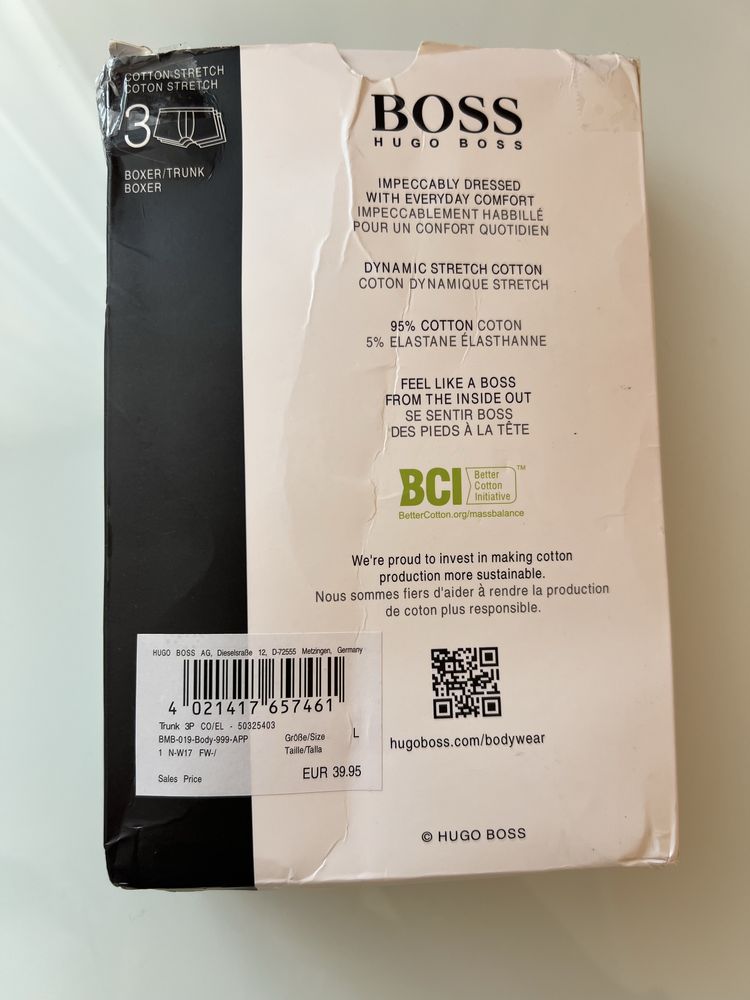 COTTON STRETCH
COTON STRETCH
3
BOXER/TRUNK
BOXER
BOSS
HUGO BOSS
IMPECCABLY DRESSED
WITH EVERYDAY COMFORT
IMPECCABLEMENT HABBILLÉ
POUR UN CONFORT QUOTIDIEN
DYNAMIC STRETCH COTTON
COTON DYNAMIQUE STRETCH
95% COTTON COTON
5% ELASTANE ÉLASTHANNE
FEEL LIKE A BOSS
FROM THE INSIDE OUT
SE SENTIR BOSS
DES PIEDS À LA TÊTE
BCI Better
Cotton
Initiative
TM
BetterCotton.org/massbalance
We're proud to invest in making cotton
production more sustainable.
Nous sommes fiers d'aider à rendre la production
de coton plus responsible.
HUGO BOSS AG, Dieselsraße 12, D-72555 Metzingen, Germany
4 021417 657461
Trunk 3P CO/EL - 50325403
BMB-019-Body-999-APP Größe/Size L
1 N-W17 FW-/ Taille/Talla
Sales Price EUR 39.95
hugoboss.com/bodywear
© HUGO BOSS